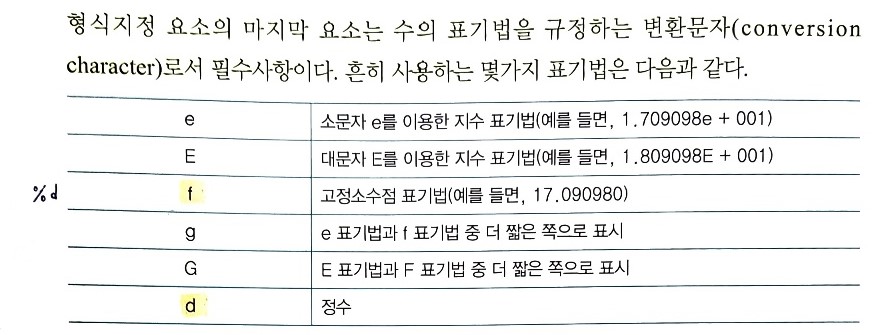 형식지정 요소의 마지막 요소는 수의 표기법을 규정하는 변환문자(conversion
character)로서 필수사항이다. 흔히 사용하는 몇가지 표기법은 다음과 같다.
e 소문자 e를 이용한 지수 표기법(예를 들면, 1.709098e + 001)
E 대문자 E를 이용한 지수 표기법(예를 들면, 1.809098E + 001)
%d f 고정소수점 표기법(예를 들면, 17.090980)
g e 표기법과 f 표기법 중 더 짧은 쪽으로 표시
G E 표기법과 F 표기법 중 더 짧은 쪽으로 표시
d 정수